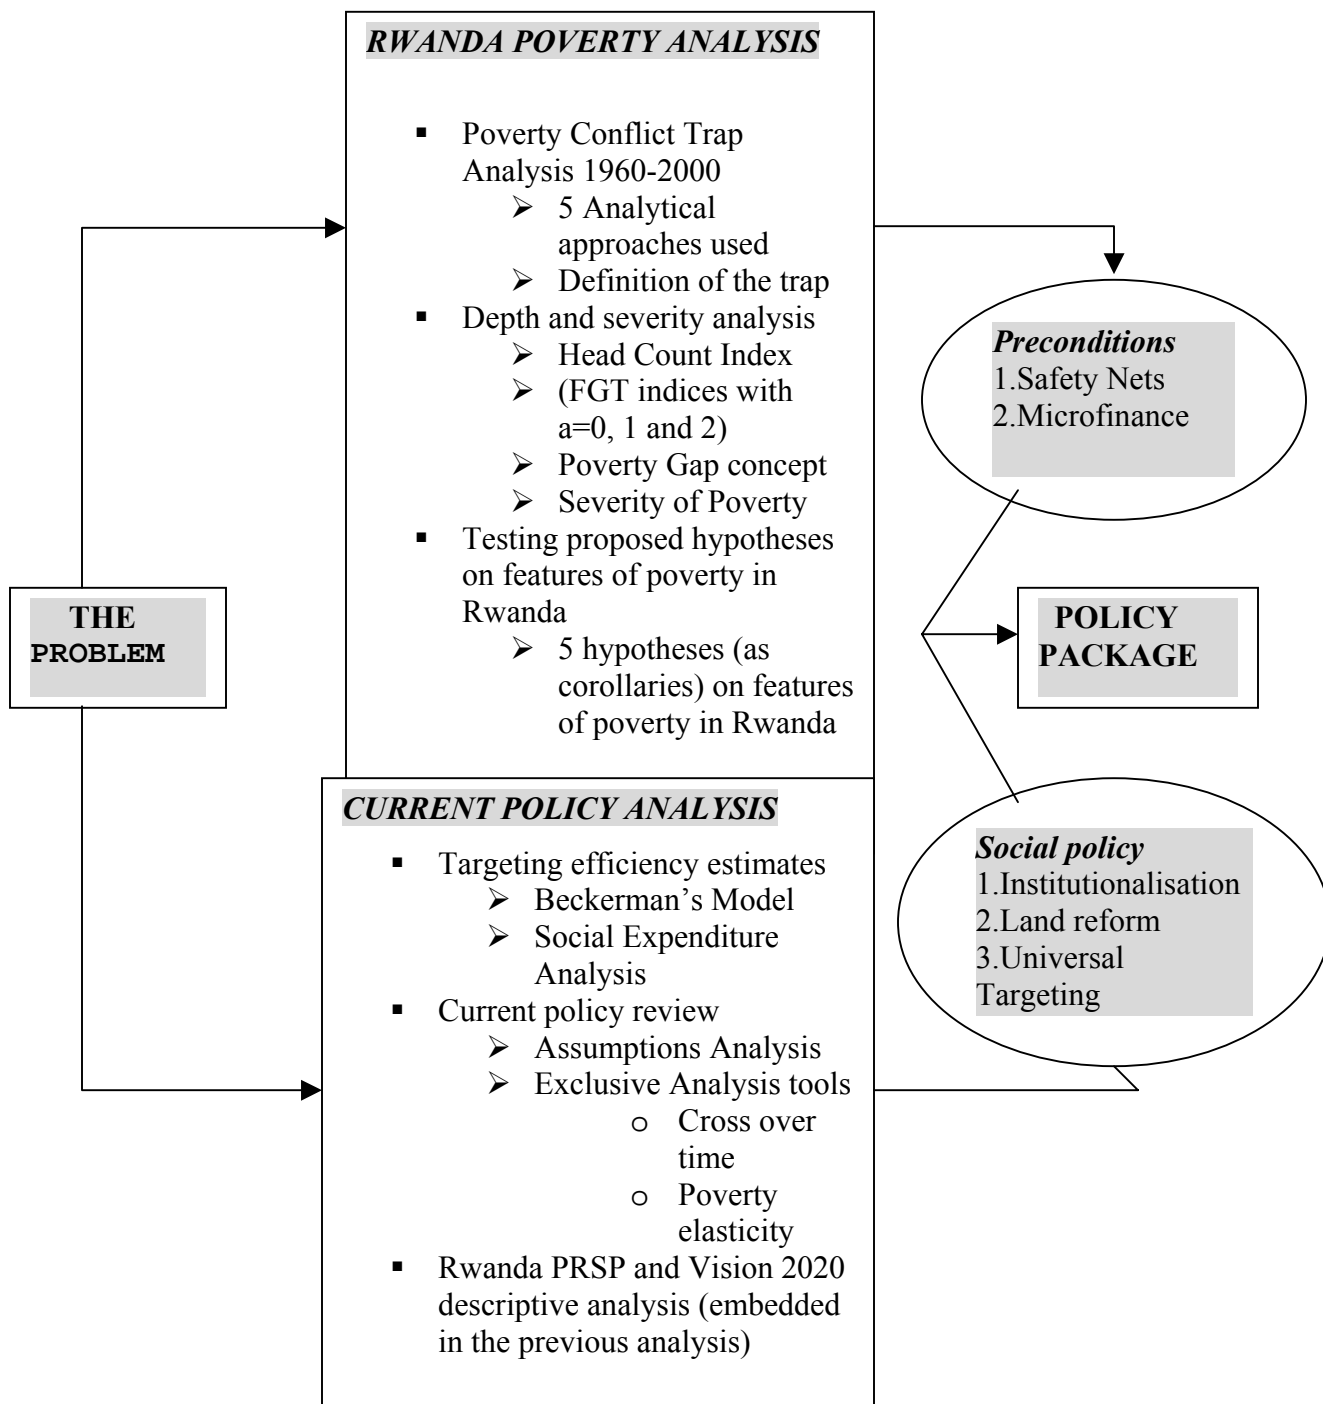 RWANDA POVERTY ANALYSIS
▪ Poverty Conflict Trap
Analysis 1960-2000
➢ 5 Analytical
approaches used
➢ Definition of the trap
▪ Depth and severity analysis
➢ Head Count Index
➢ (FGT indices with
a=0, 1 and 2)
➢ Poverty Gap concept
➢ Severity of Poverty
▪ Testing proposed hypotheses
on features of poverty in
Rwanda
➢ 5 hypotheses (as
corollaries) on features
of poverty in Rwanda
Preconditions
1.Safety Nets
2.Microfinance
THE
PROBLEM
POLICY
PACKAGE
CURRENT POLICY ANALYSIS
▪ Targeting efficiency estimates
➢ Beckerman’s Model
➢ Social Expenditure
Analysis
▪ Current policy review
➢ Assumptions Analysis
➢ Exclusive Analysis tools
o Cross over
time
o Poverty
elasticity
▪ Rwanda PRSP and Vision 2020
descriptive analysis (embedded
in the previous analysis)
Social policy
1.Institutionalisation
2.Land reform
3.Universal
Targeting